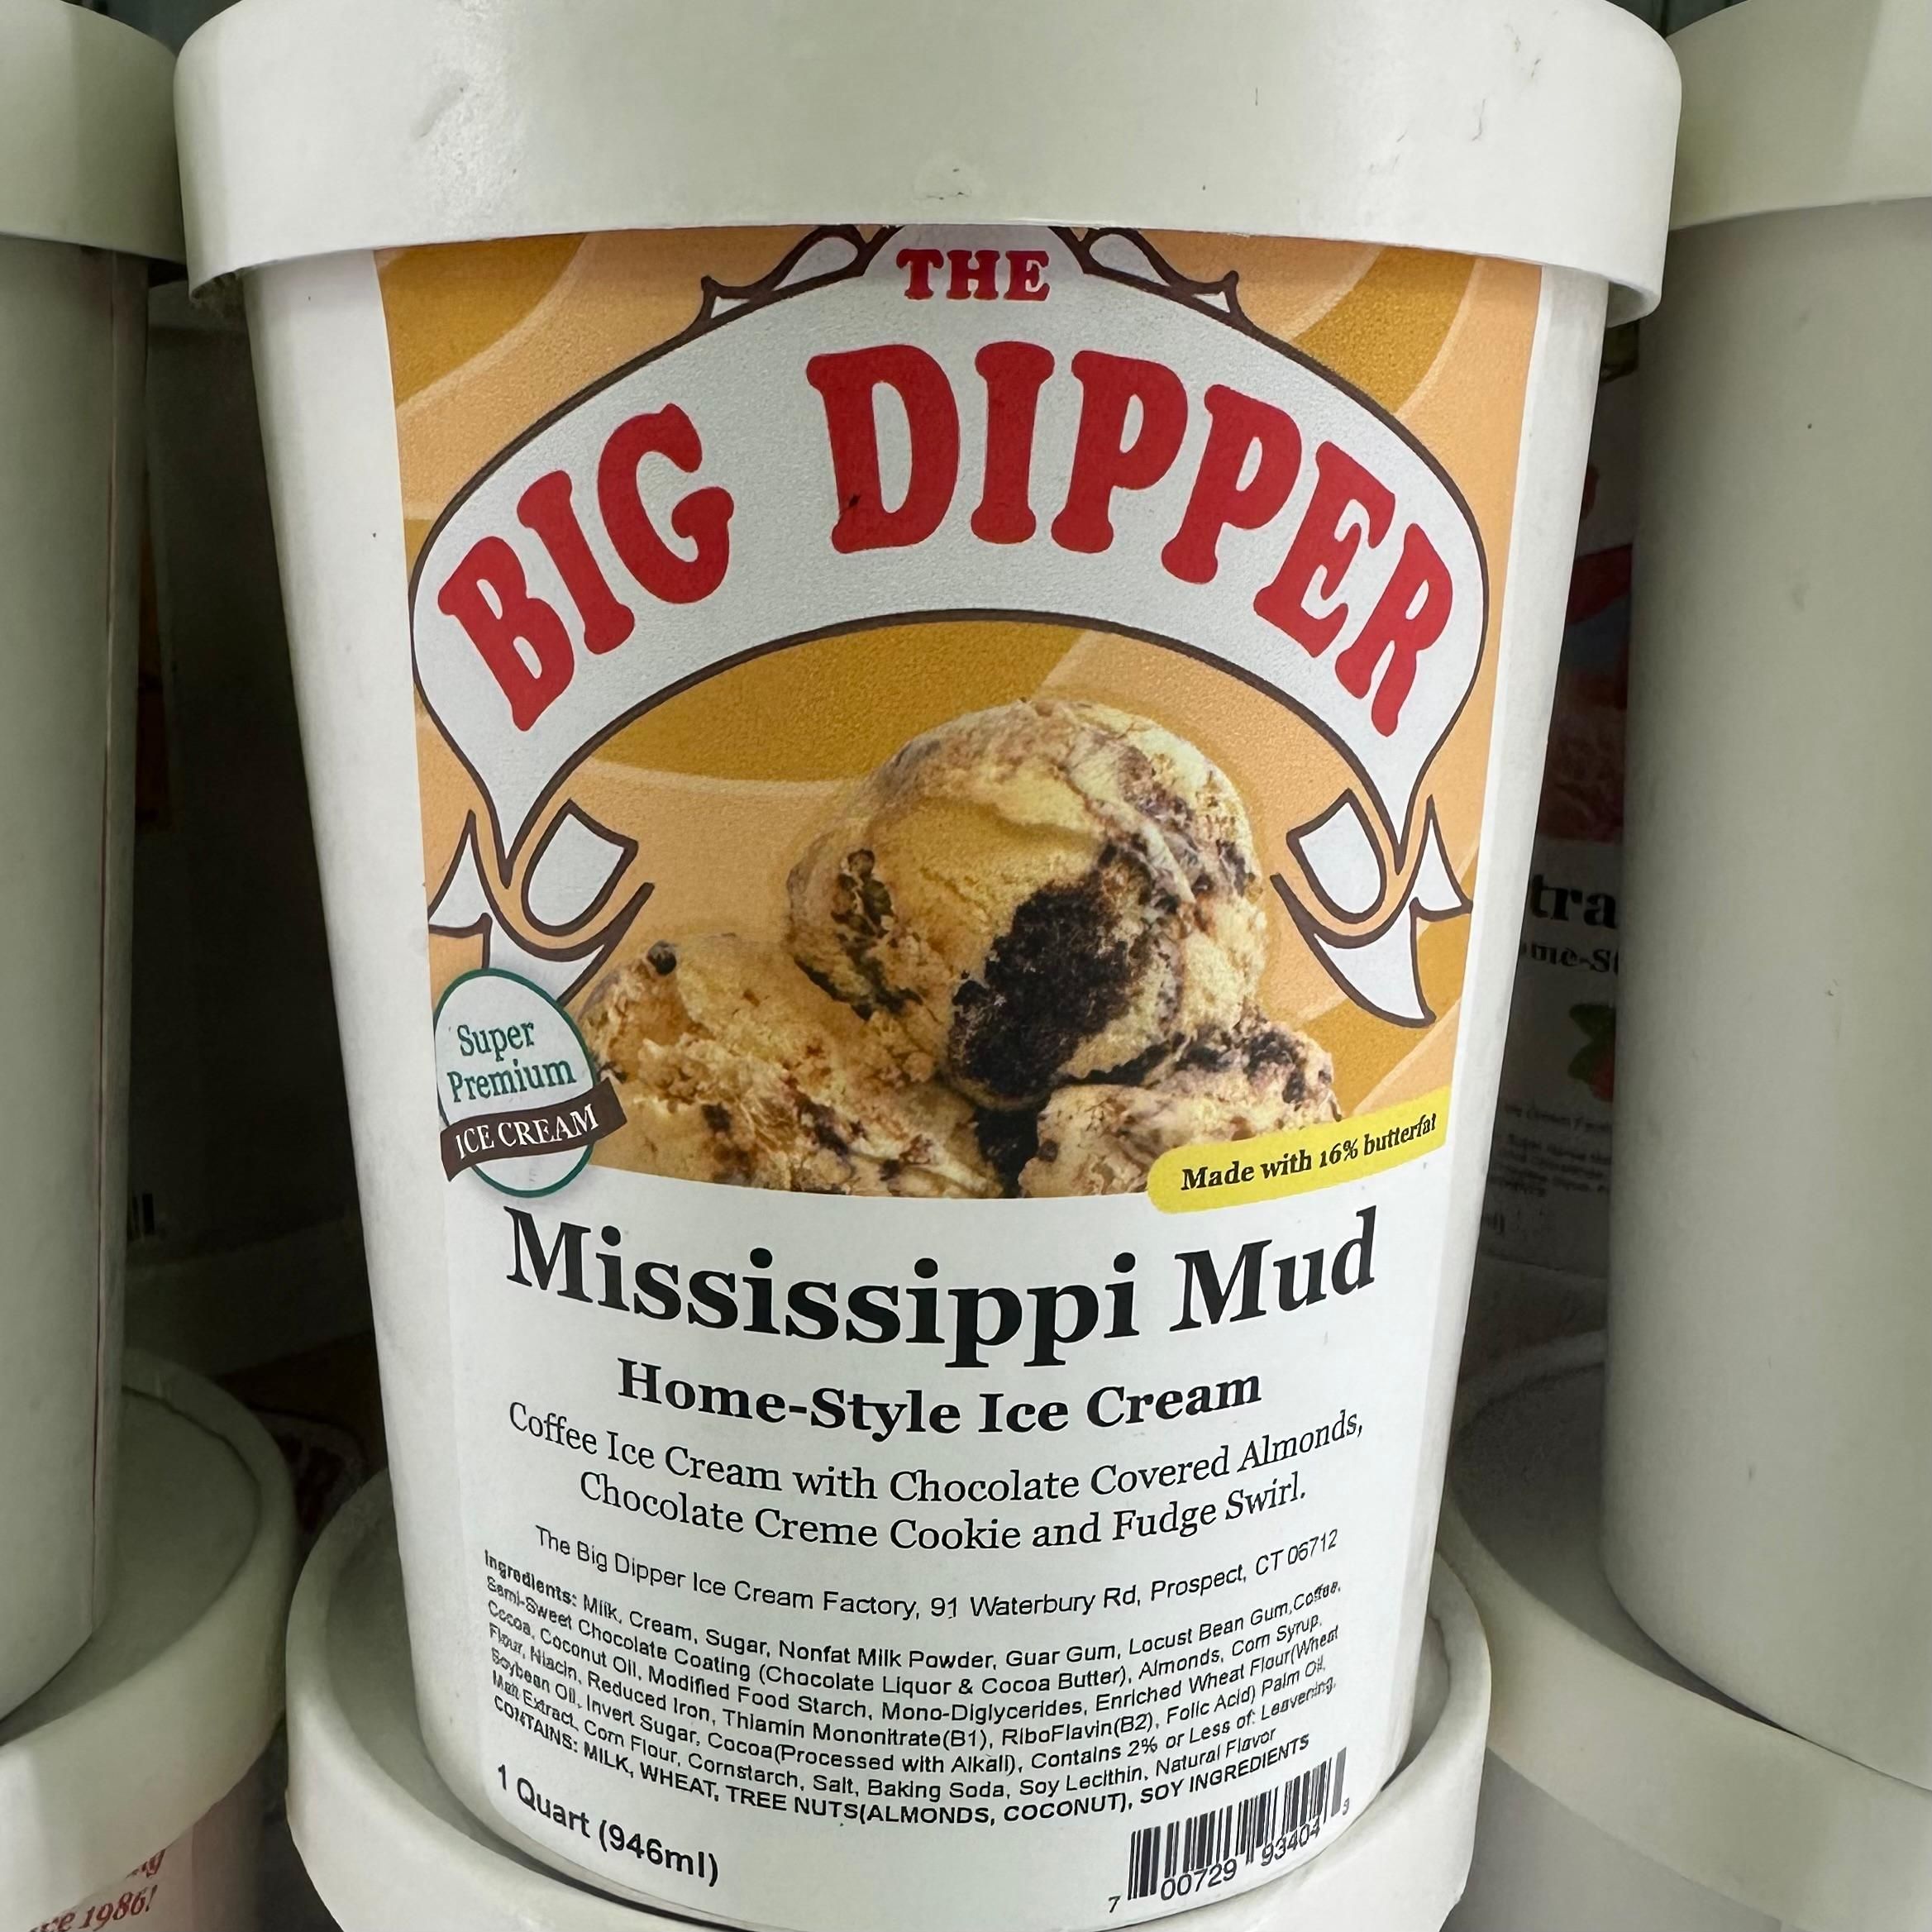 THE
BIG DIPPER
Super
Premium
ICE CREAM
Made with 16% butterfat
Mississippi Mud
Home-Style Ice Cream
Coffee Ice Cream with Chocolate Covered Almonds,
Chocolate Creme Cookie and Fudge Swirl.
The Big Dipper Ice Cream Factory, 91 Waterbury Rd, Prospect, CT 06712
Ingredients: Milk, Cream, Sugar, Nonfat Milk Powder, Guar Gum, Locust Bean Gum,Coffee,
Semi-Sweet Chocolate Coating (Chocolate Liquor & Cocoa Butter), Almonds, Corn Syrup,
Cocoa, Coconut Oil, Modified Food Starch, Mono-Diglycerides, Enriched Wheat Flour(Wheat
Flour, Niacin, Reduced Iron, Thiamin Mononitrate(B1), RiboFlavin(B2), Folic Acid) Palm Oil,
Soybean Oil, Invert Sugar, Cocoa(Processed with Alkali), Contains 2% or Less of: Leavening,
Malt Extract, Corn Flour, Cornstarch, Salt, Baking Soda, Soy Lecithin, Natural Flavor
CONTAINS: MILK, WHEAT, TREE NUTS(ALMONDS, COCONUT), SOY INGREDIENTS
1 Quart (946ml)
7 00729 93404 3
tra
ome-St
1986!